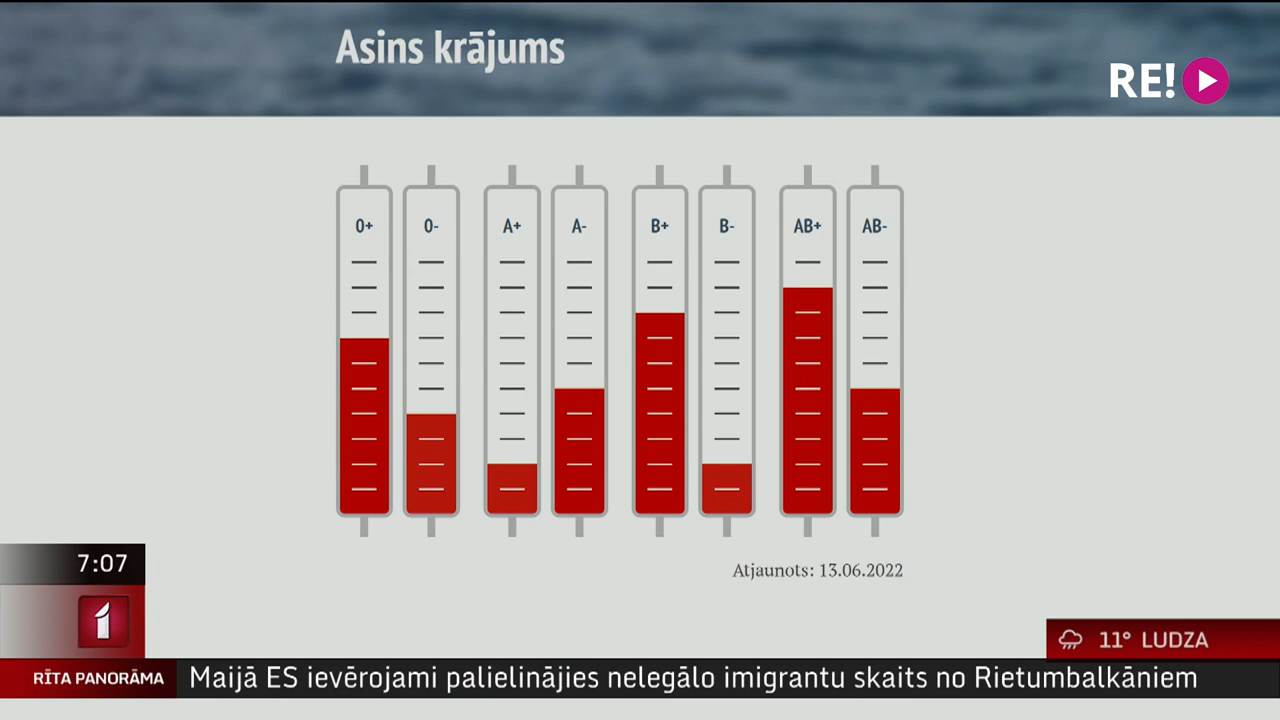 Asins krājums
RE!
0+ 0- A+ A- B+ B- AB+ AB-
Atjaunots: 13.06.2022
7:07
1
11° LUDZA
RĪTA PANORĀMA Maijā ES ievērojami palielinājies nelegālo imigrantu skaits no Rietumbalkāniem